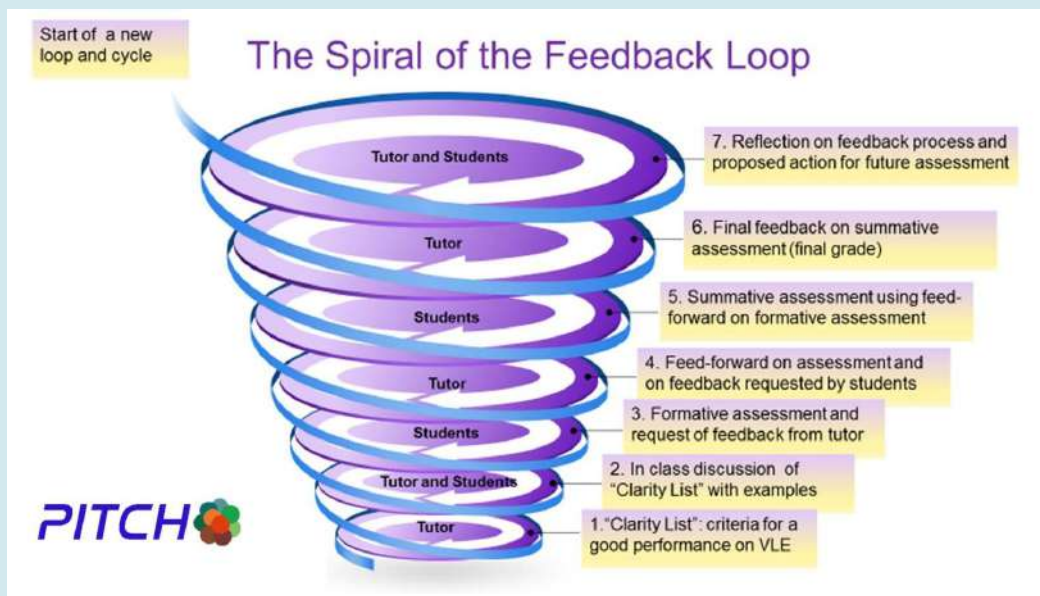 Start of a new
loop and cycle
The Spiral of the Feedback Loop
Tutor and Students
7. Reflection on feedback process and
proposed action for future assessment
Tutor
6. Final feedback on summative
assessment (final grade)
Students
5. Summative assessment using feed-
forward on formative assessment
Tutor
4. Feed-forward on assessment and
on feedback requested by students
Students
3. Formative assessment and
request of feedback from tutor
Tutor and Students
2. In class discussion of
“Clarity List” with examples
Tutor
1.“Clarity List”: criteria for a
good performance on VLE
PITCH